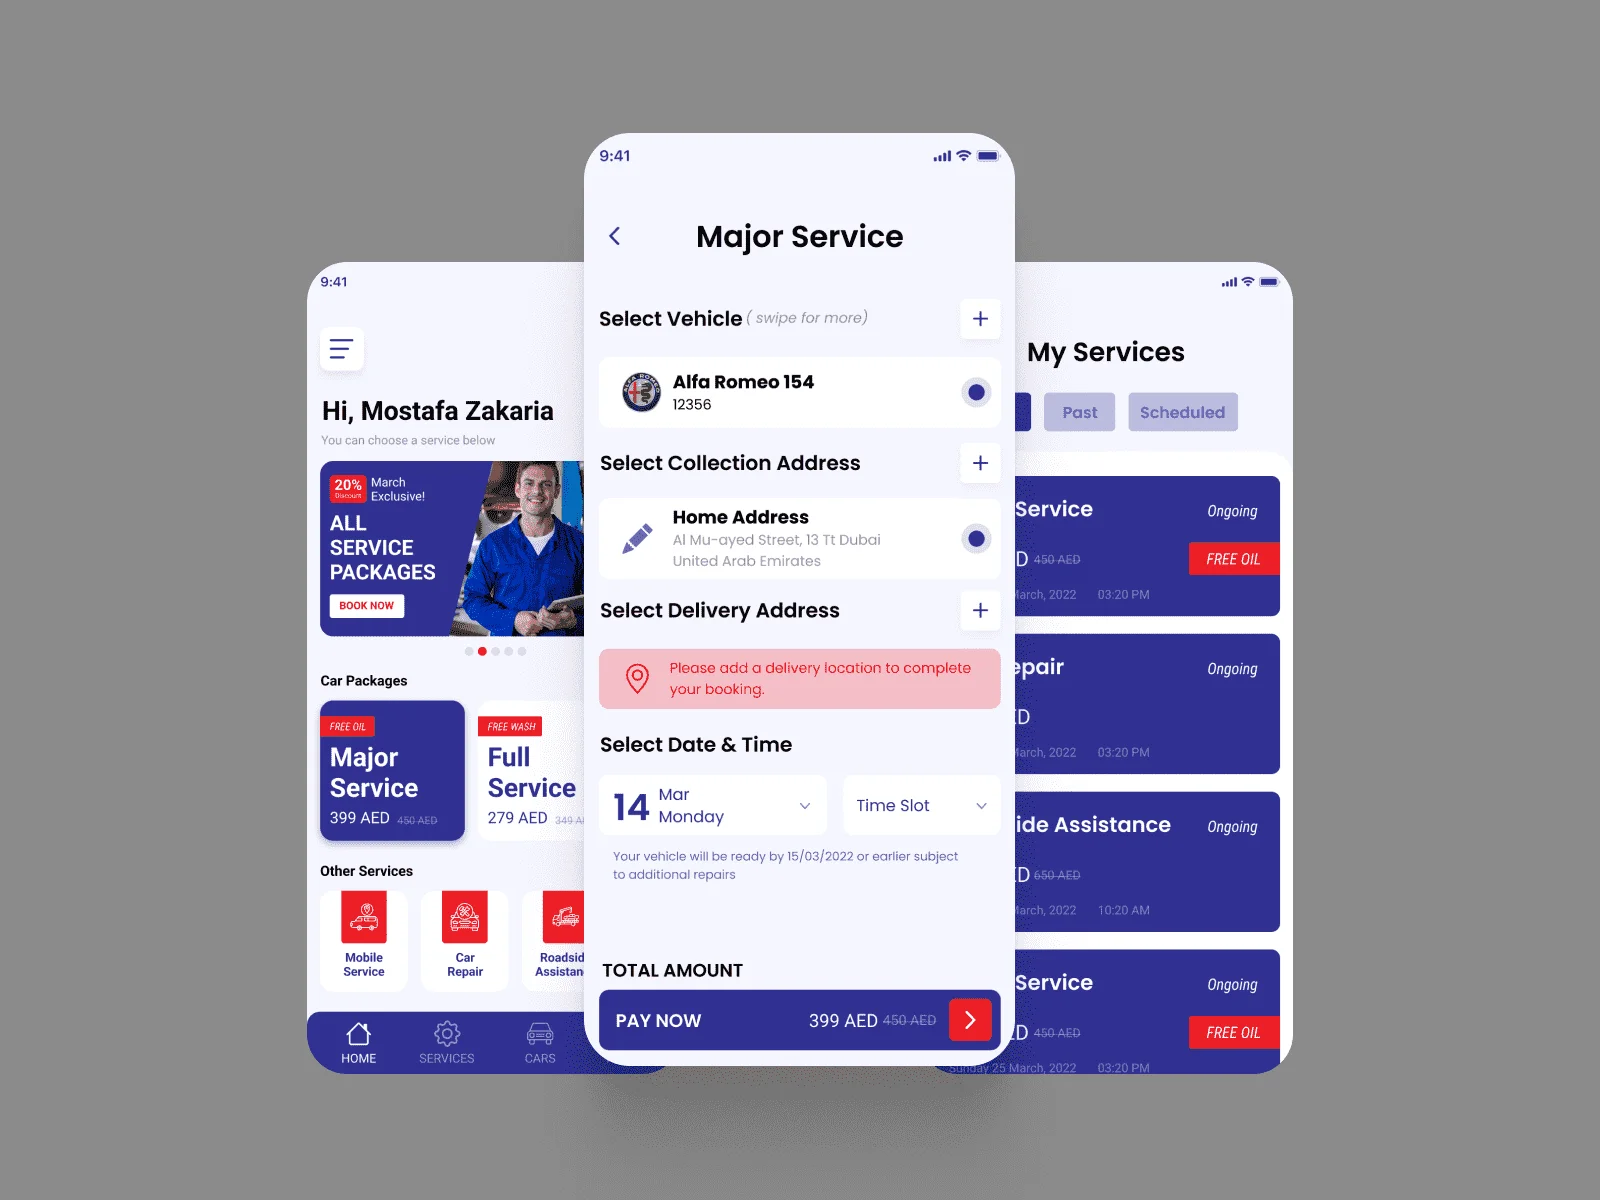 9:41
Hi, Mostafa Zakaria
You can choose a service below
20%
Discount
March
Exclusive!
ALL
SERVICE
PACKAGES
BOOK NOW
Car Packages
FREE OIL
Major
Service
399 AED 450 AED
FREE WASH
Full
Service
279 AED 349 A
Other Services
Mobile
Service
Car
Repair
Roadsid
Assistan
HOME
SERVICES
CARS
9:41
Major Service
Select Vehicle ( swipe for more)
ALFA ROMEO
Alfa Romeo 154
12356
Select Collection Address
Home Address
Al Mu-ayed Street, 13 Tt Dubai
United Arab Emirates
Select Delivery Address
Please add a delivery location to complete
your booking.
Select Date & Time
14
Mar
Monday
Time Slot
Your vehicle will be ready by 15/03/2022 or earlier subject
to additional repairs
TOTAL AMOUNT
PAY NOW
399 AED 450 AED
My Services
Past
Scheduled
Service
Ongoing
D 450 AED
FREE OIL
March, 2022 03:20 PM
epair
Ongoing
ED
March, 2022 03:20 PM
ide Assistance
Ongoing
ED 650 AED
March, 2022 10:20 AM
Service
Ongoing
D 450 AED
FREE OIL
Sunday 25 March, 2022 03:20 PM